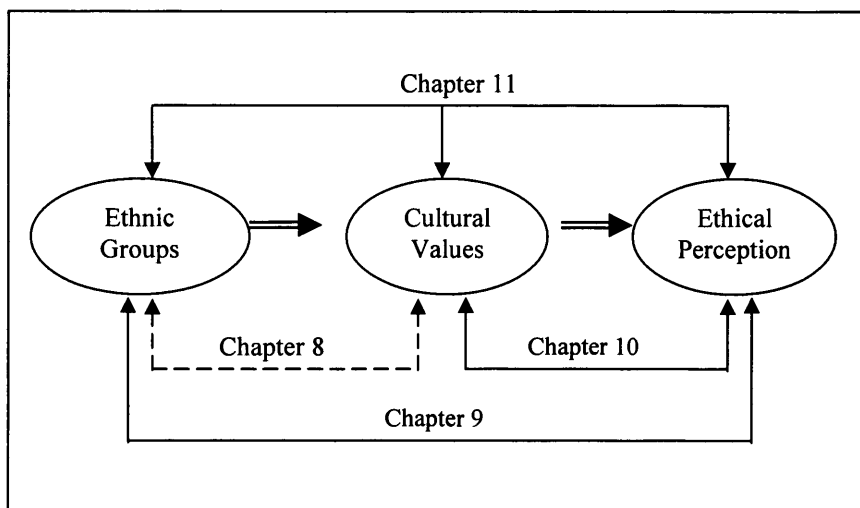 Chapter 11
Ethnic
Groups
Cultural
Values
Ethical
Perception
Chapter 8
Chapter 10
Chapter 9